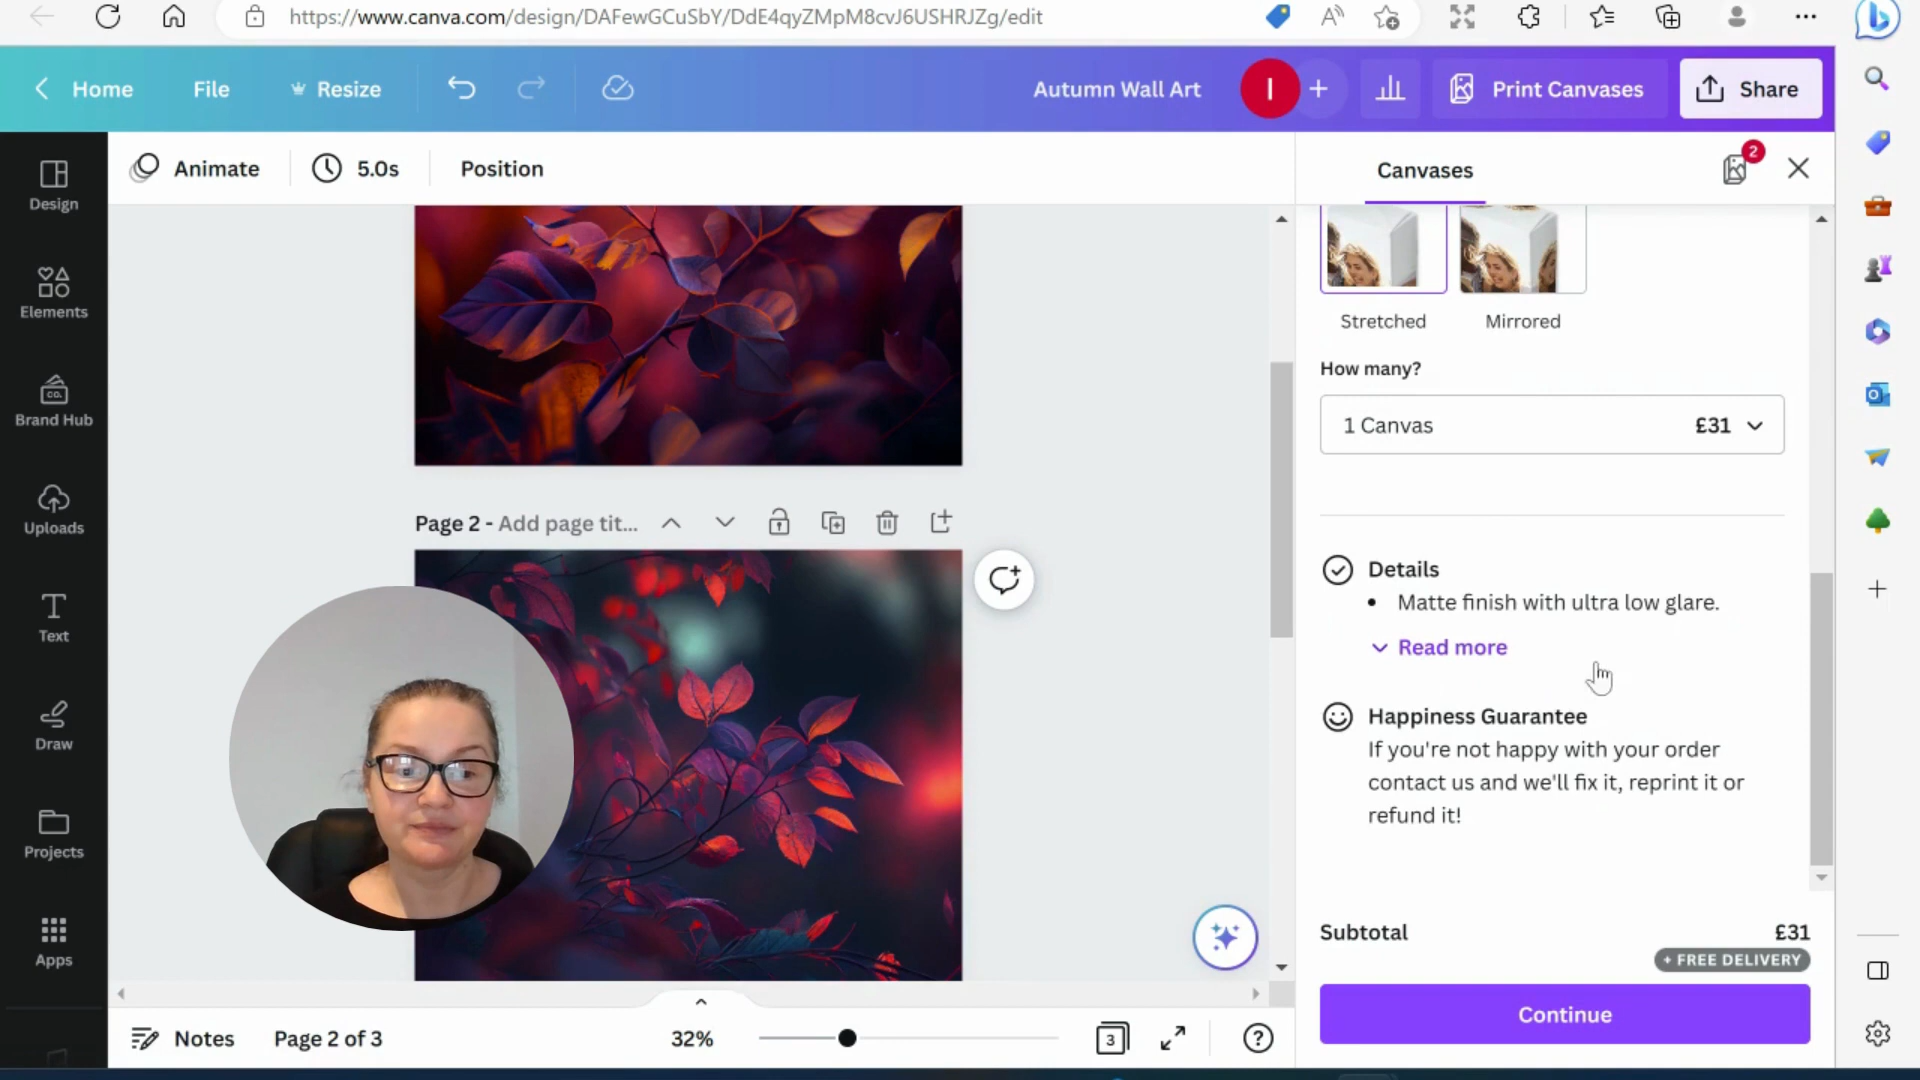 https://www.canva.com/design/DAFewGCuSbY/DdE4qyZMpM8cvJ6USHRJZg/edit
Home
File
Resize
Autumn Wall Art
I
Print Canvases
Share
Animate
5.0s
Position
Canvases
2
Design
Elements
CO.
Brand Hub
Uploads
Text
Draw
Projects
Apps
Stretched
Mirrored
How many?
1 Canvas
£31
Page 2 - Add page tit...
Details
• Matte finish with ultra low glare.
Read more
Happiness Guarantee
If you're not happy with your order
contact us and we'll fix it, reprint it or
refund it!
Subtotal
£31
+ FREE DELIVERY
Continue
Notes
Page 2 of 3
32%
3